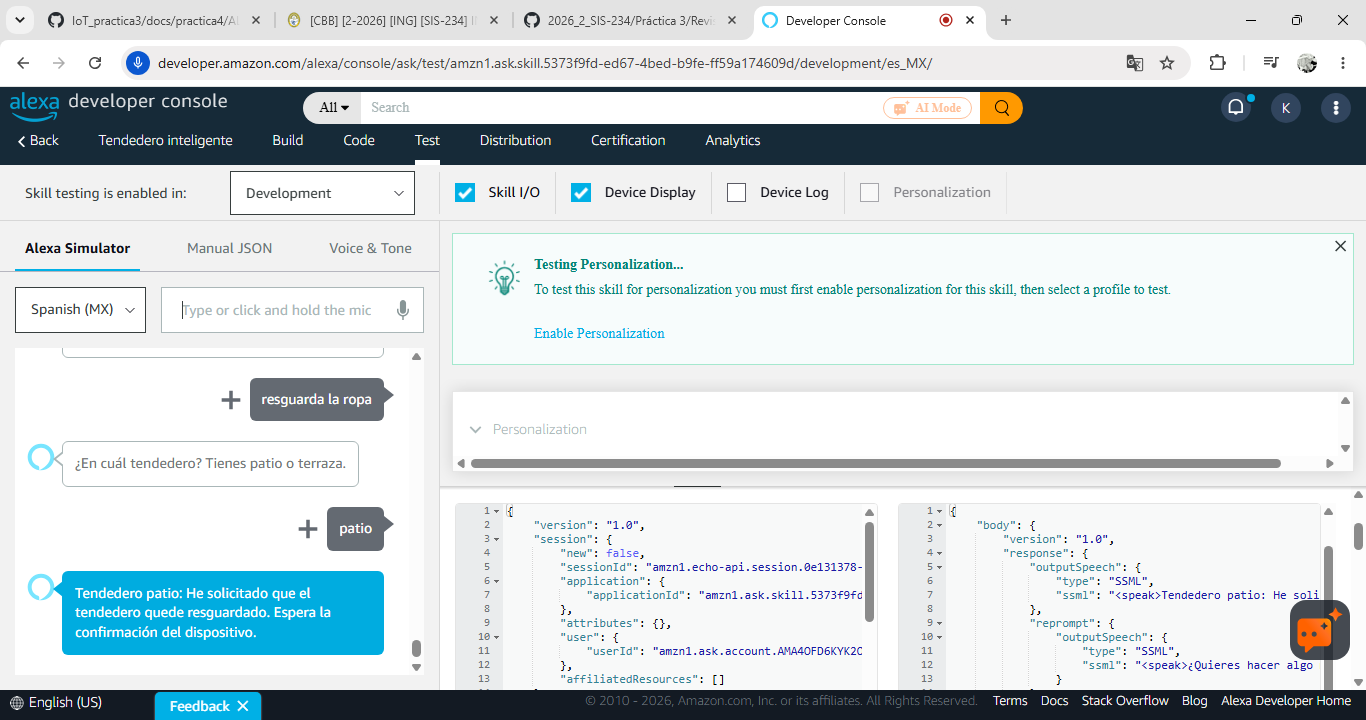 IoT_practica3/docs/practica4/Al
[CBB] [2-2026] [ING] [SIS-234] I
2026_2_SIS-234/Práctica 3/Revis
Developer Console
developer.amazon.com/alexa/console/ask/test/amzn1.ask.skill.5373f9fd-ed67-4bed-b9fe-ff59a174609d/development/es_MX/
alexa developer console
All
Search
AI Mode
K
Back
Tendedero inteligente
Build
Code
Test
Distribution
Certification
Analytics
Skill testing is enabled in:
Development
Skill I/O
Device Display
Device Log
Personalization
Alexa Simulator
Manual JSON
Voice & Tone
Spanish (MX)
Type or click and hold the mic
resguarda la ropa
¿En cuál tendedero? Tienes patio o terraza.
patio
Tendedero patio: He solicitado que el
tendedero quede resguardado. Espera la
confirmación del dispositivo.
Testing Personalization...
To test this skill for personalization you must first enable personalization for this skill, then select a profile to test.
Enable Personalization
Personalization
1 {
2 "version": "1.0",
3 "session": {
4 "new": false,
5 "sessionId": "amzn1.echo-api.session.0e131378-
6 "application": {
7 "applicationId": "amzn1.ask.skill.5373f9fd
8 },
9 "attributes": {},
10 "user": {
11 "userId": "amzn1.ask.account.AMA4OFD6KYK2O
12 },
13 "affiliatedResources": []
1 {
2 "body": {
3 "version": "1.0",
4 "response": {
5 "outputSpeech": {
6 "type": "SSML",
7 "ssml": "<speak>Tendedero patio: He soli
8 },
9 "reprompt": {
10 "outputSpeech": {
11 "type": "SSML",
12 "ssml": "<speak>¿Quieres hacer algo
13 }
English (US)
Feedback
© 2010 - 2026, Amazon.com, Inc. or its affiliates. All Rights Reserved.
Terms
Docs
Stack Overflow
Blog
Alexa Developer Home